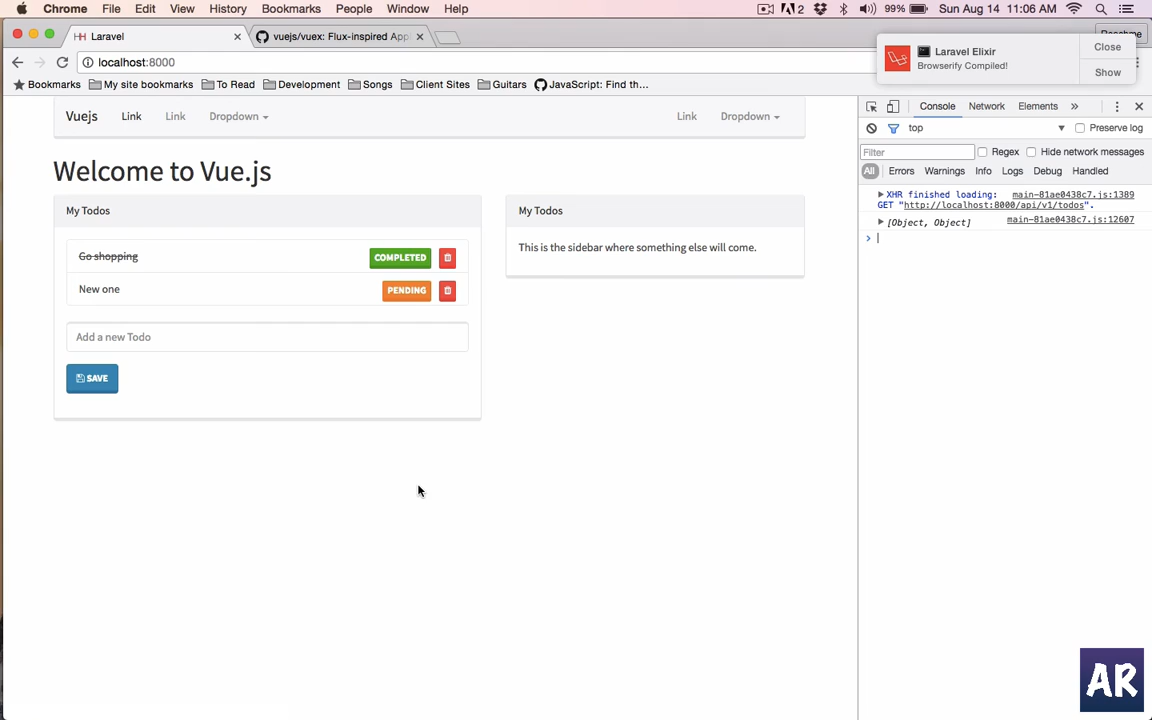 Chrome File Edit View History Bookmarks People Window Help 2 99% Sun Aug 14 11:06 AM
Laravel vuejs/vuex: Flux-inspired Appl
localhost:8000
Laravel Elixir
Browserify Compiled!
Close
Show
Bookmarks My site bookmarks To Read Development Songs Client Sites Guitars JavaScript: Find th...
Vuejs Link Link Dropdown Link Dropdown
Welcome to Vue.js
My Todos
Go shopping COMPLETED
New one PENDING
Add a new Todo
SAVE
My Todos
This is the sidebar where something else will come.
Console Network Elements »
top Preserve log
Filter Regex Hide network messages
All Errors Warnings Info Logs Debug Handled
XHR finished loading: main-81ae0438c7.js:1389
GET "http://localhost:8000/api/v1/todos".
[Object, Object] main-81ae0438c7.js:12607
AR